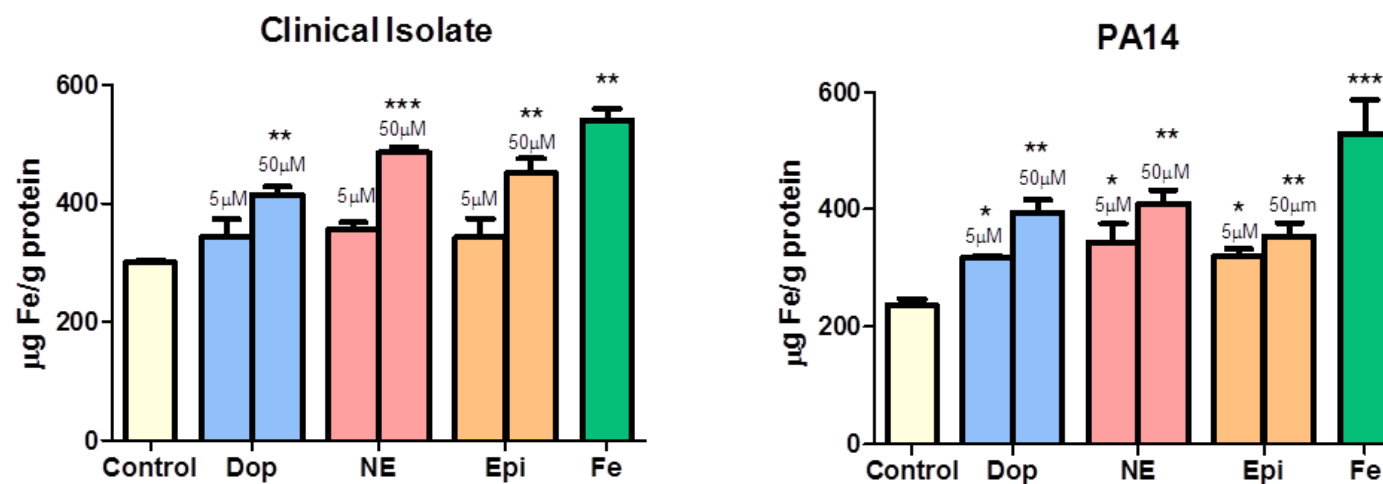 Clinical Isolate
μg Fe/g protein
600
400
200
0
5μM
**
50μM
5μM
***
50μM
5μM
**
50μM
**
Control Dop NE Epi Fe
PA14
μg Fe/g protein
600
400
200
0
*
5μM
**
50μM
*
5μM
**
50μM
*
5μM
**
50μm
***
Control Dop NE Epi Fe